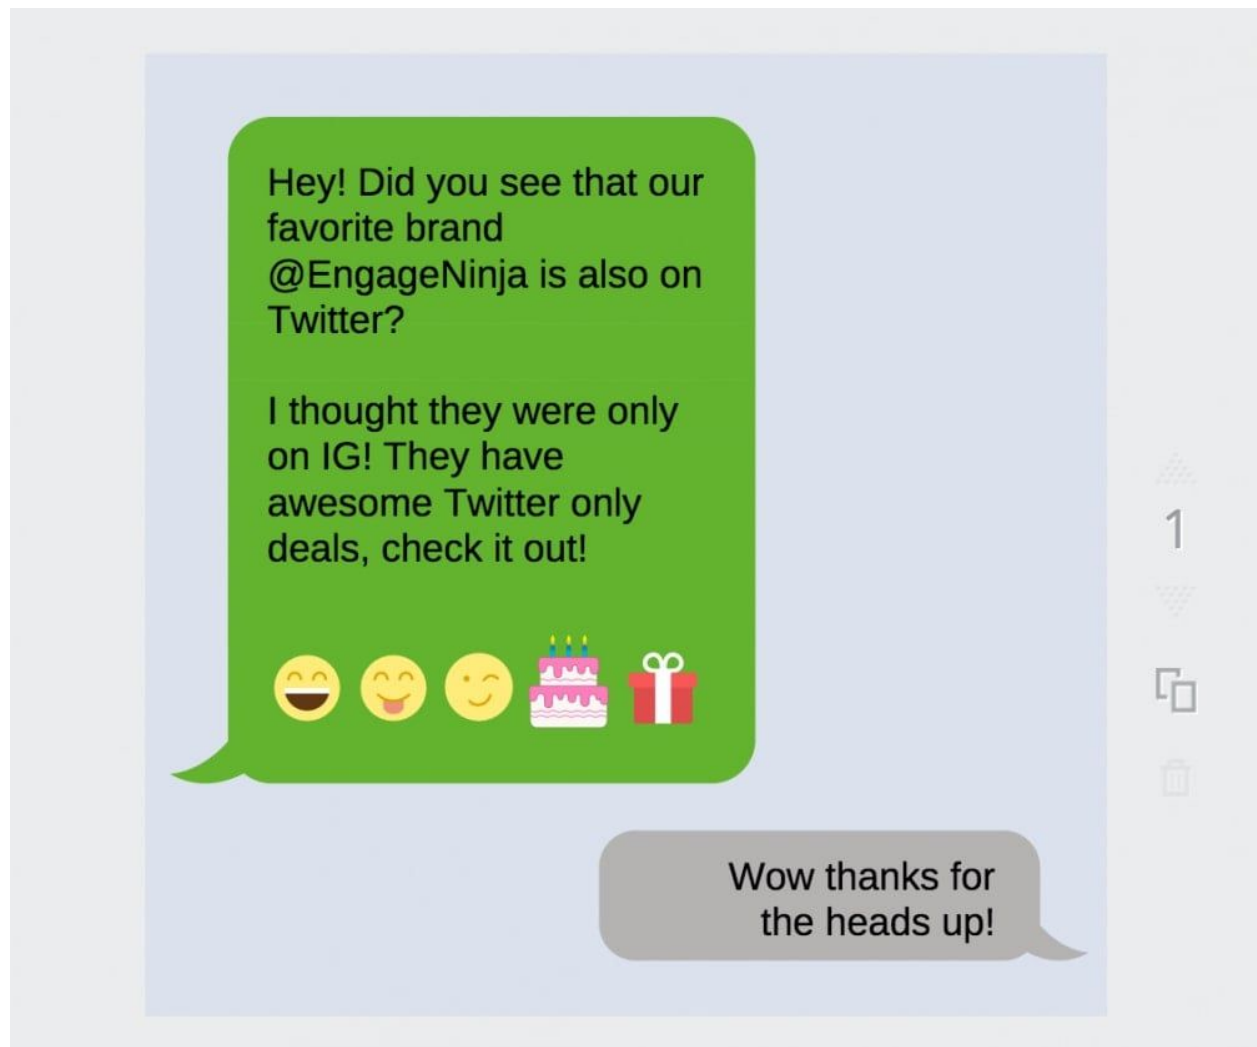 Hey! Did you see that our
favorite brand
@EngageNinja is also on
Twitter?
I thought they were only
on IG! They have
awesome Twitter only
deals, check it out!
Wow thanks for
the heads up!
1